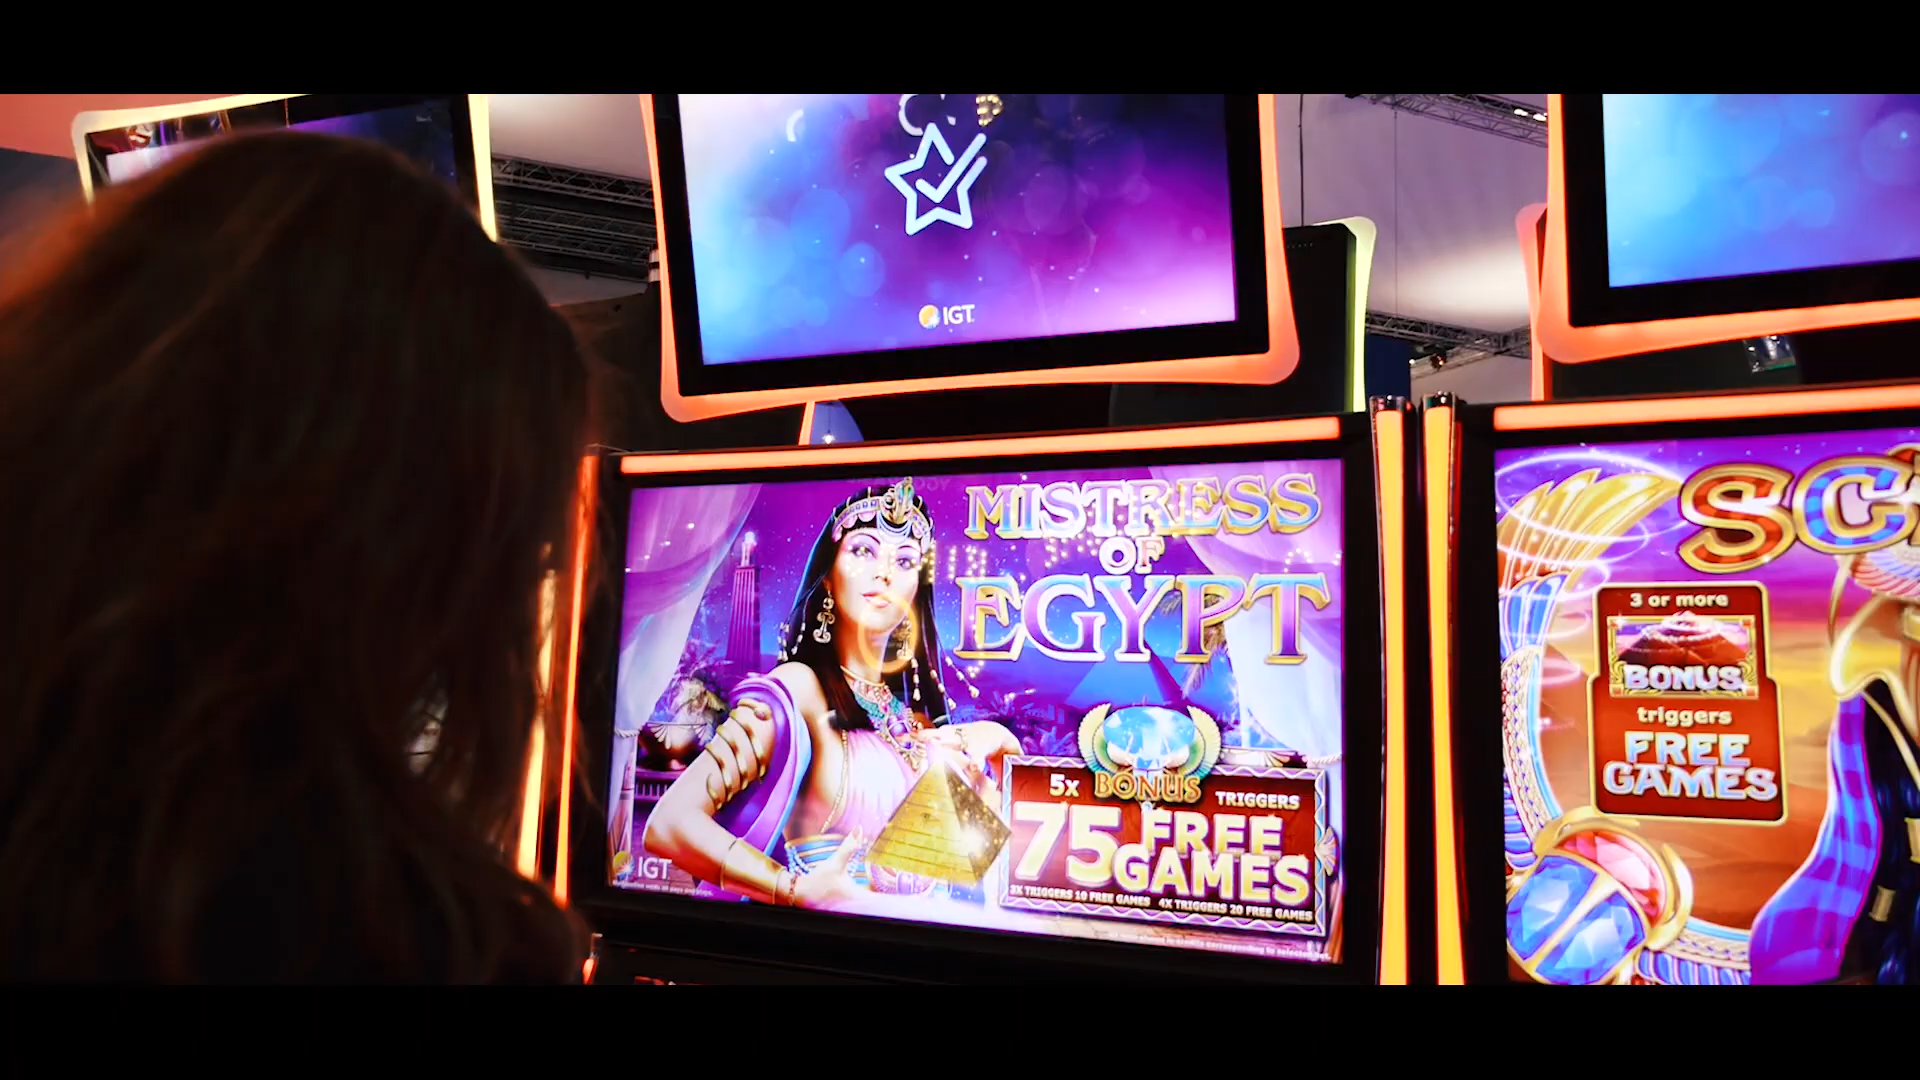 IGT
MISTRESS
OF
EGYPT
5x BONUS TRIGGERS
75 FREE
GAMES
3X TRIGGERS 10 FREE GAMES 4X TRIGGERS 20 FREE GAMES
IGT
3 or more
BONUS
triggers
FREE
GAMES